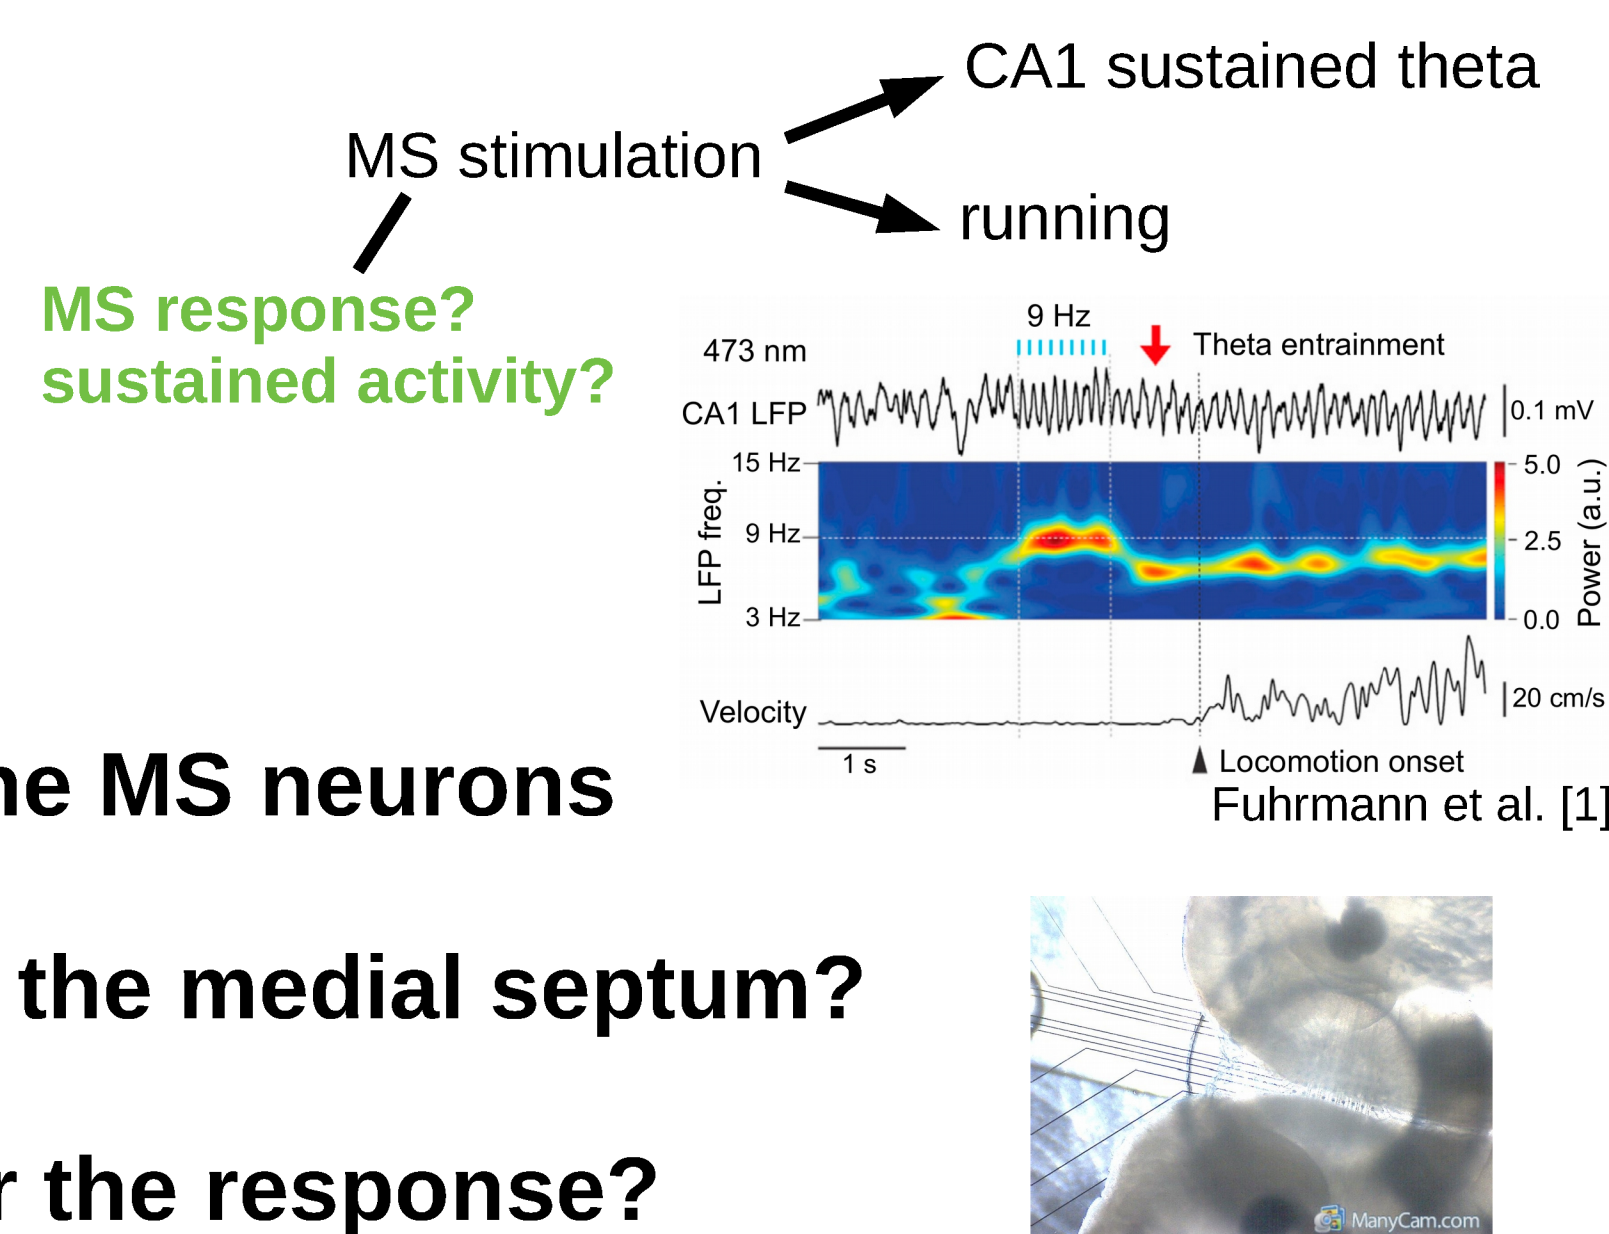 CA1 sustained theta
MS stimulation
running
MS response?
sustained activity?
9 Hz
473 nm
Theta entrainment
CA1 LFP
0.1 mV
15 Hz
9 Hz
3 Hz
LFP freq.
5.0
2.5
0.0
Power (a.u.)
Velocity
20 cm/s
1 s
Locomotion onset
Fuhrmann et al. [1]
ne MS neurons
the medial septum?
r the response?
ManyCam.com